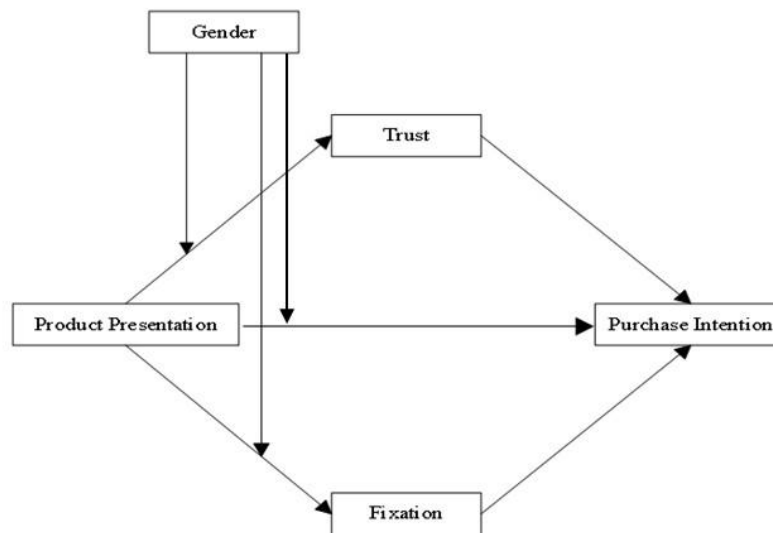 Gender
Trust
Product Presentation
Purchase Intention
Fixation